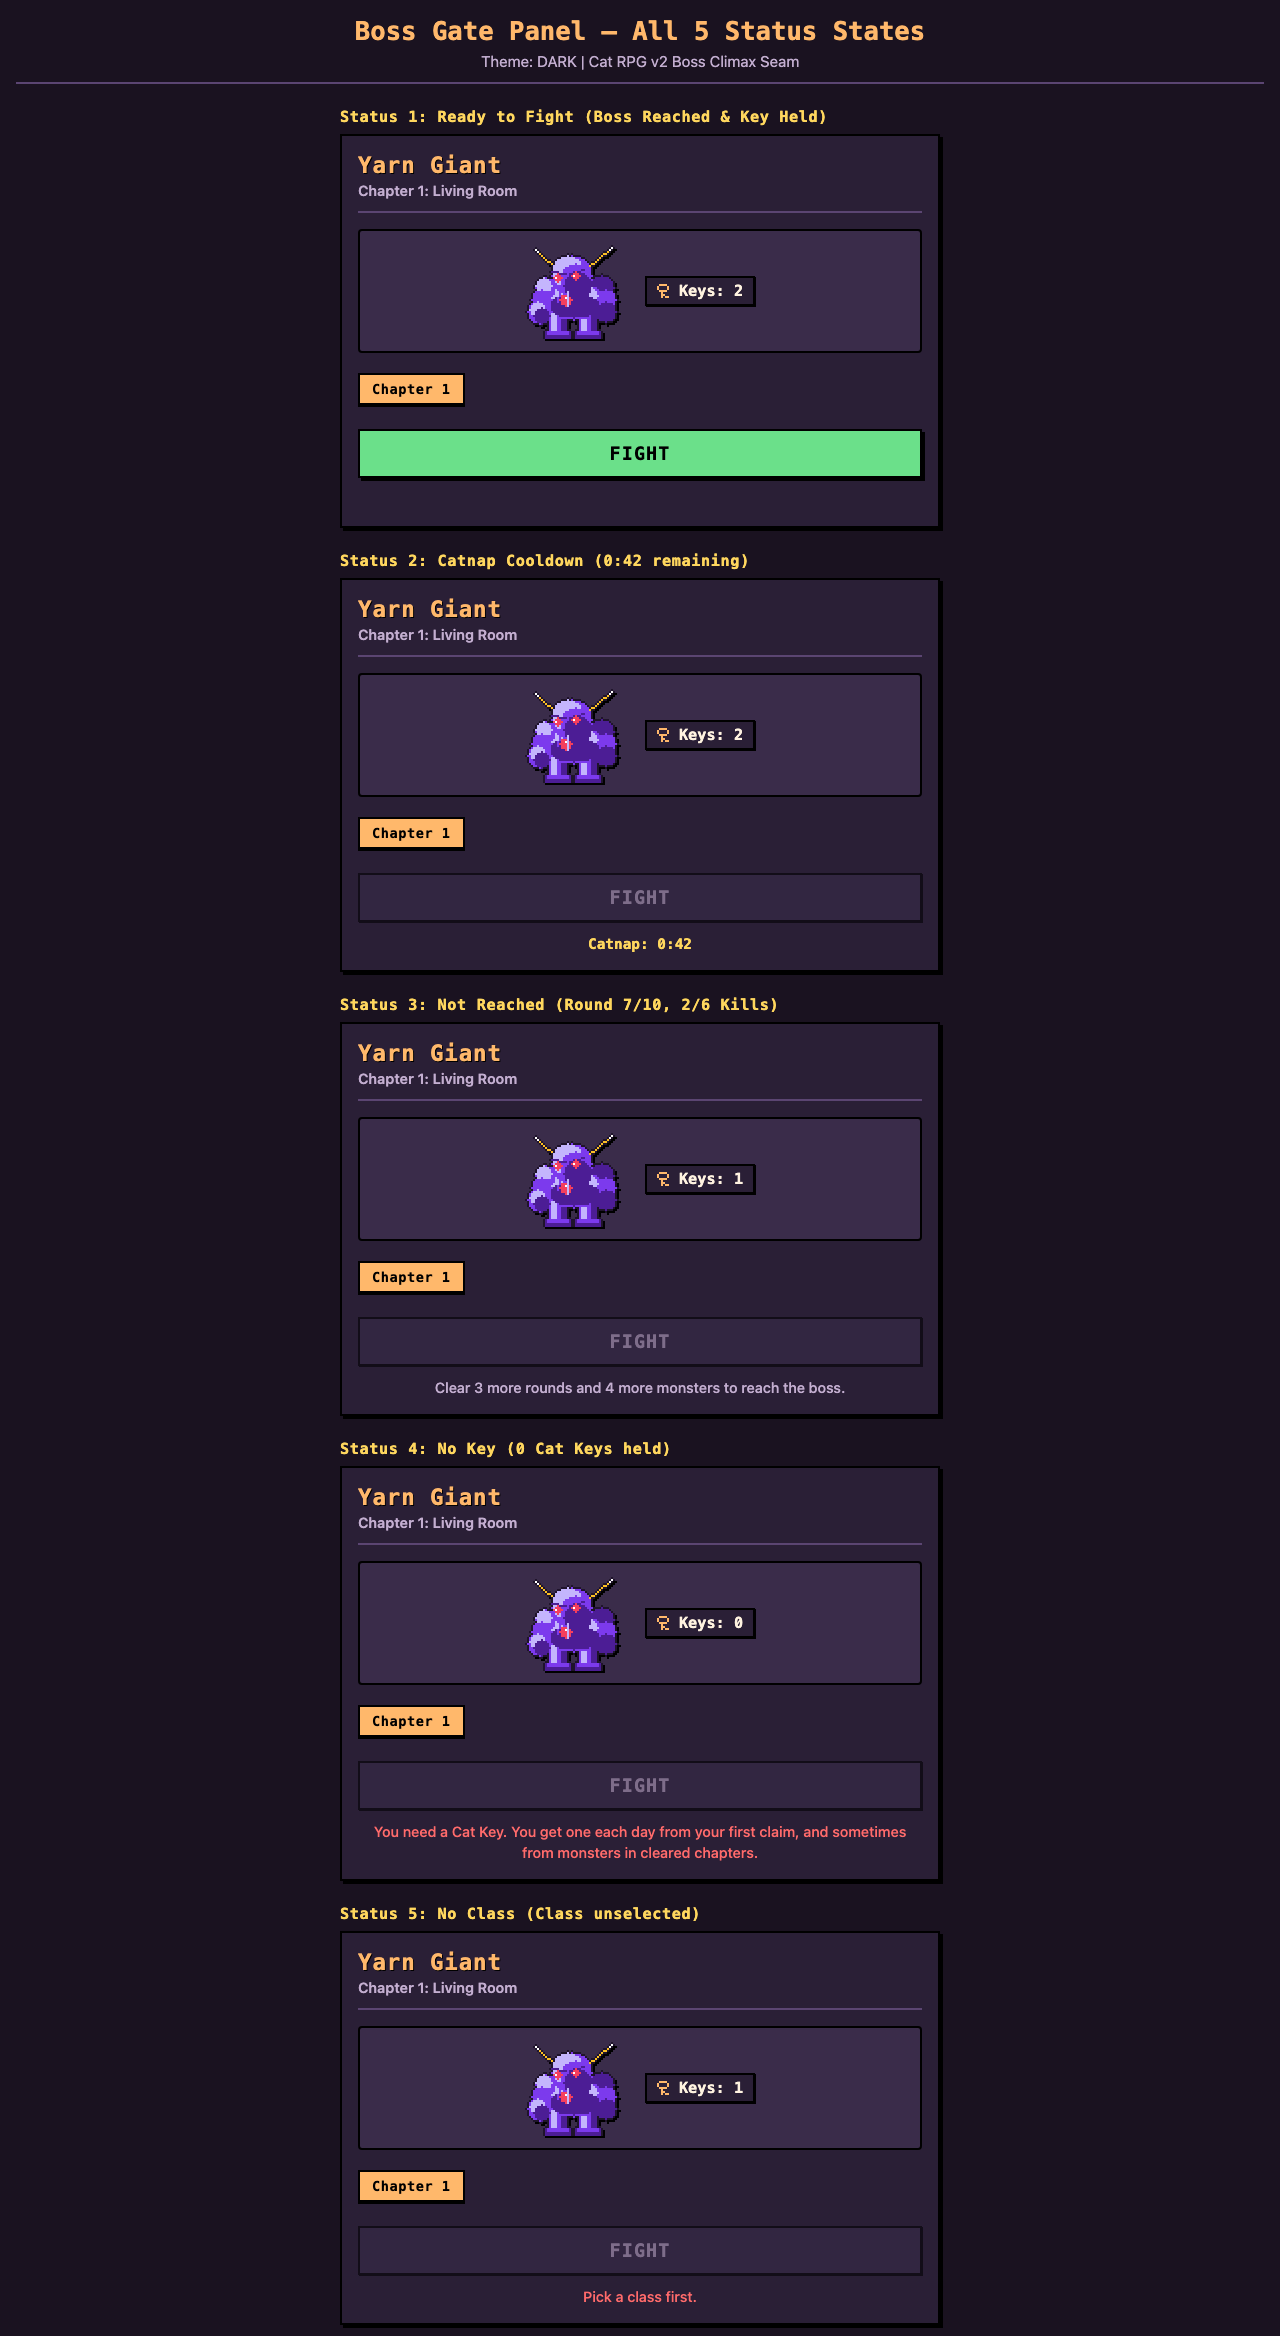 Boss Gate Panel — All 5 Status States
Theme: DARK | Cat RPG v2 Boss Climax Seam
Status 1: Ready to Fight (Boss Reached & Key Held)
Yarn Giant
Chapter 1: Living Room
Keys: 2
Chapter 1
FIGHT
Status 2: Catnap Cooldown (0:42 remaining)
Yarn Giant
Chapter 1: Living Room
Keys: 2
Chapter 1
FIGHT
Catnap: 0:42
Status 3: Not Reached (Round 7/10, 2/6 Kills)
Yarn Giant
Chapter 1: Living Room
Keys: 1
Chapter 1
FIGHT
Clear 3 more rounds and 4 more monsters to reach the boss.
Status 4: No Key (0 Cat Keys held)
Yarn Giant
Chapter 1: Living Room
Keys: 0
Chapter 1
FIGHT
You need a Cat Key. You get one each day from your first claim, and sometimes
from monsters in cleared chapters.
Status 5: No Class (Class unselected)
Yarn Giant
Chapter 1: Living Room
Keys: 1
Chapter 1
FIGHT
Pick a class first.